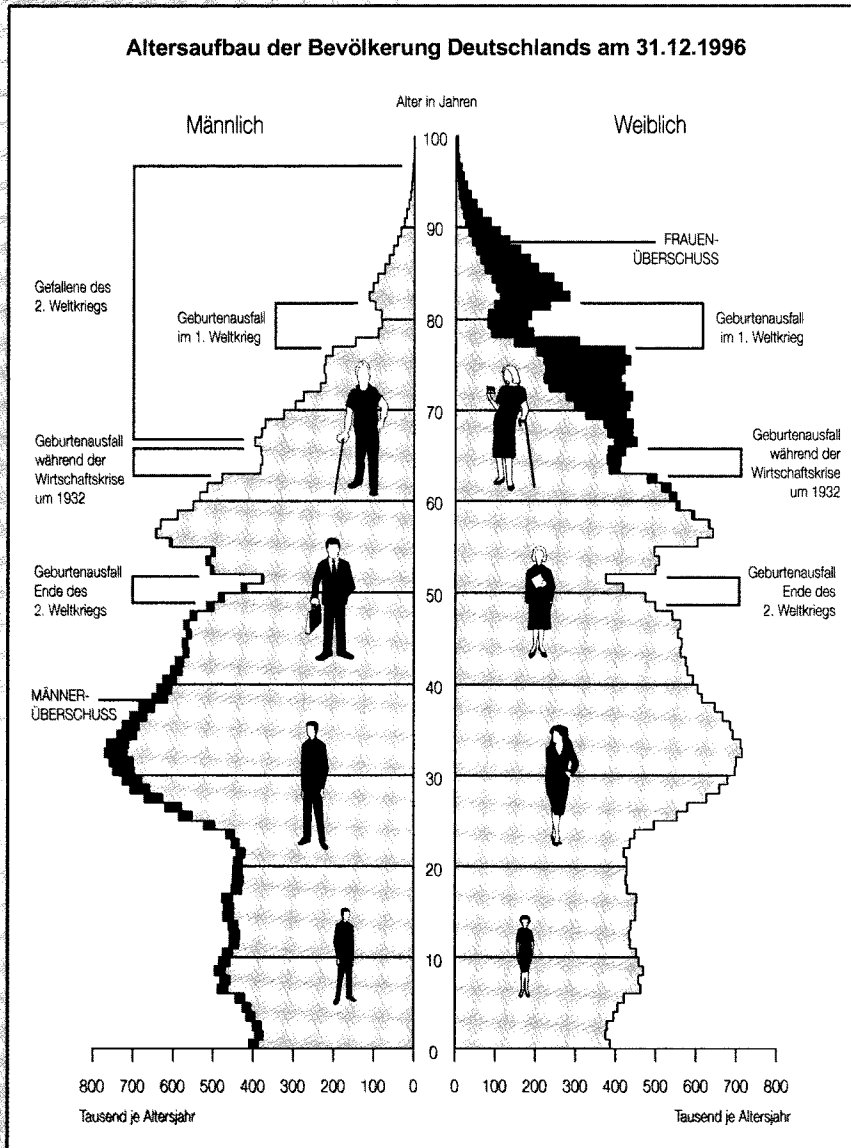 Altersaufbau der Bevölkerung Deutschlands am 31.12.1996
Alter in Jahren
Männlich
Weiblich
100
90
80
70
60
50
40
30
20
10
0
Gefallene des
2. Weltkriegs
Geburtenausfall
im 1. Weltkrieg
Geburtenausfall
während der
Wirtschaftskrise
um 1932
Geburtenausfall
Ende des
2. Weltkriegs
MÄNNER-
ÜBERSCHUSS
FRAUEN-
ÜBERSCHUSS
Geburtenausfall
im 1. Weltkrieg
Geburtenausfall
während der
Wirtschaftskrise
um 1932
Geburtenausfall
Ende des
2. Weltkriegs
800 700 600 500 400 300 200 100 0
0 100 200 300 400 500 600 700 800
Tausend je Altersjahr
Tausend je Altersjahr